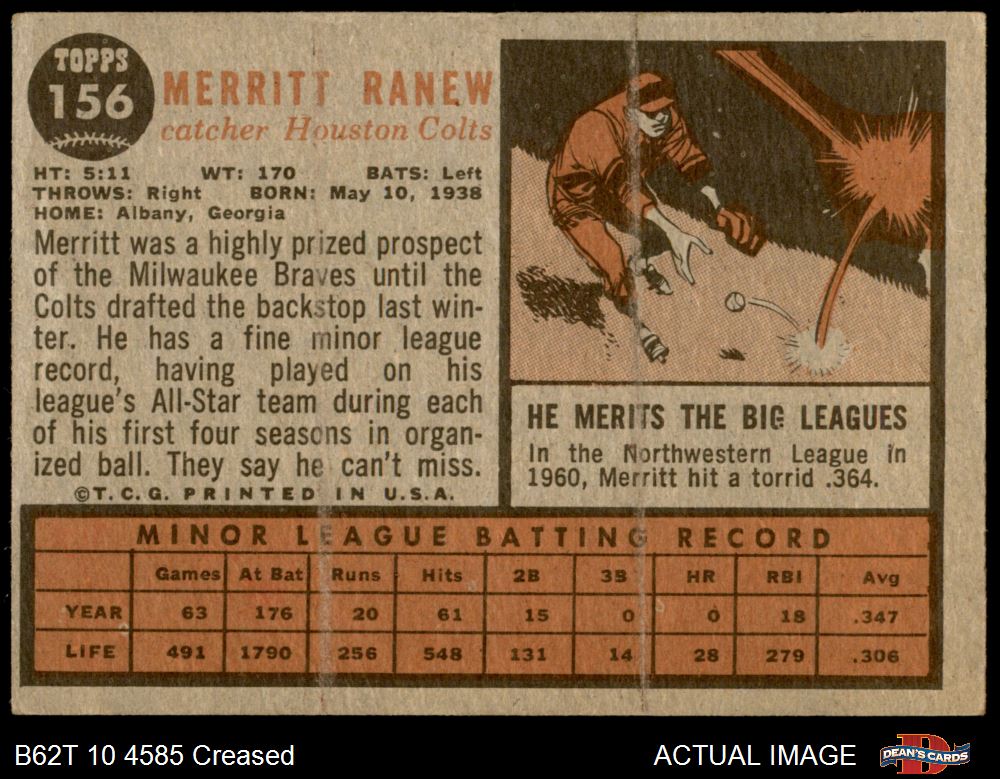 TOPPS
156
MERRITT RANEW
catcher Houston Colts
HT: 5:11 WT: 170 BATS: Left
THROWS: Right BORN: May 10, 1938
HOME: Albany, Georgia
Merritt was a highly prized prospect
of the Milwaukee Braves until the
Colts drafted the backstop last win-
ter. He has a fine minor league
record, having played on his
league's All-Star team during each
of his first four seasons in organ-
ized ball. They say he can't miss.
©T.C.G. PRINTED IN U.S.A.
HE MERITS THE BIG LEAGUES
In the Northwestern League in
1960, Merritt hit a torrid .364.
MINOR LEAGUE BATTING RECORD
Games At Bat Runs Hits 2B 3B HR RBI Avg
YEAR 63 176 20 61 15 0 0 18 .347
LIFE 491 1790 256 548 131 14 28 279 .306
B62T 10 4585 Creased ACTUAL IMAGE
DEAN'S CARDS